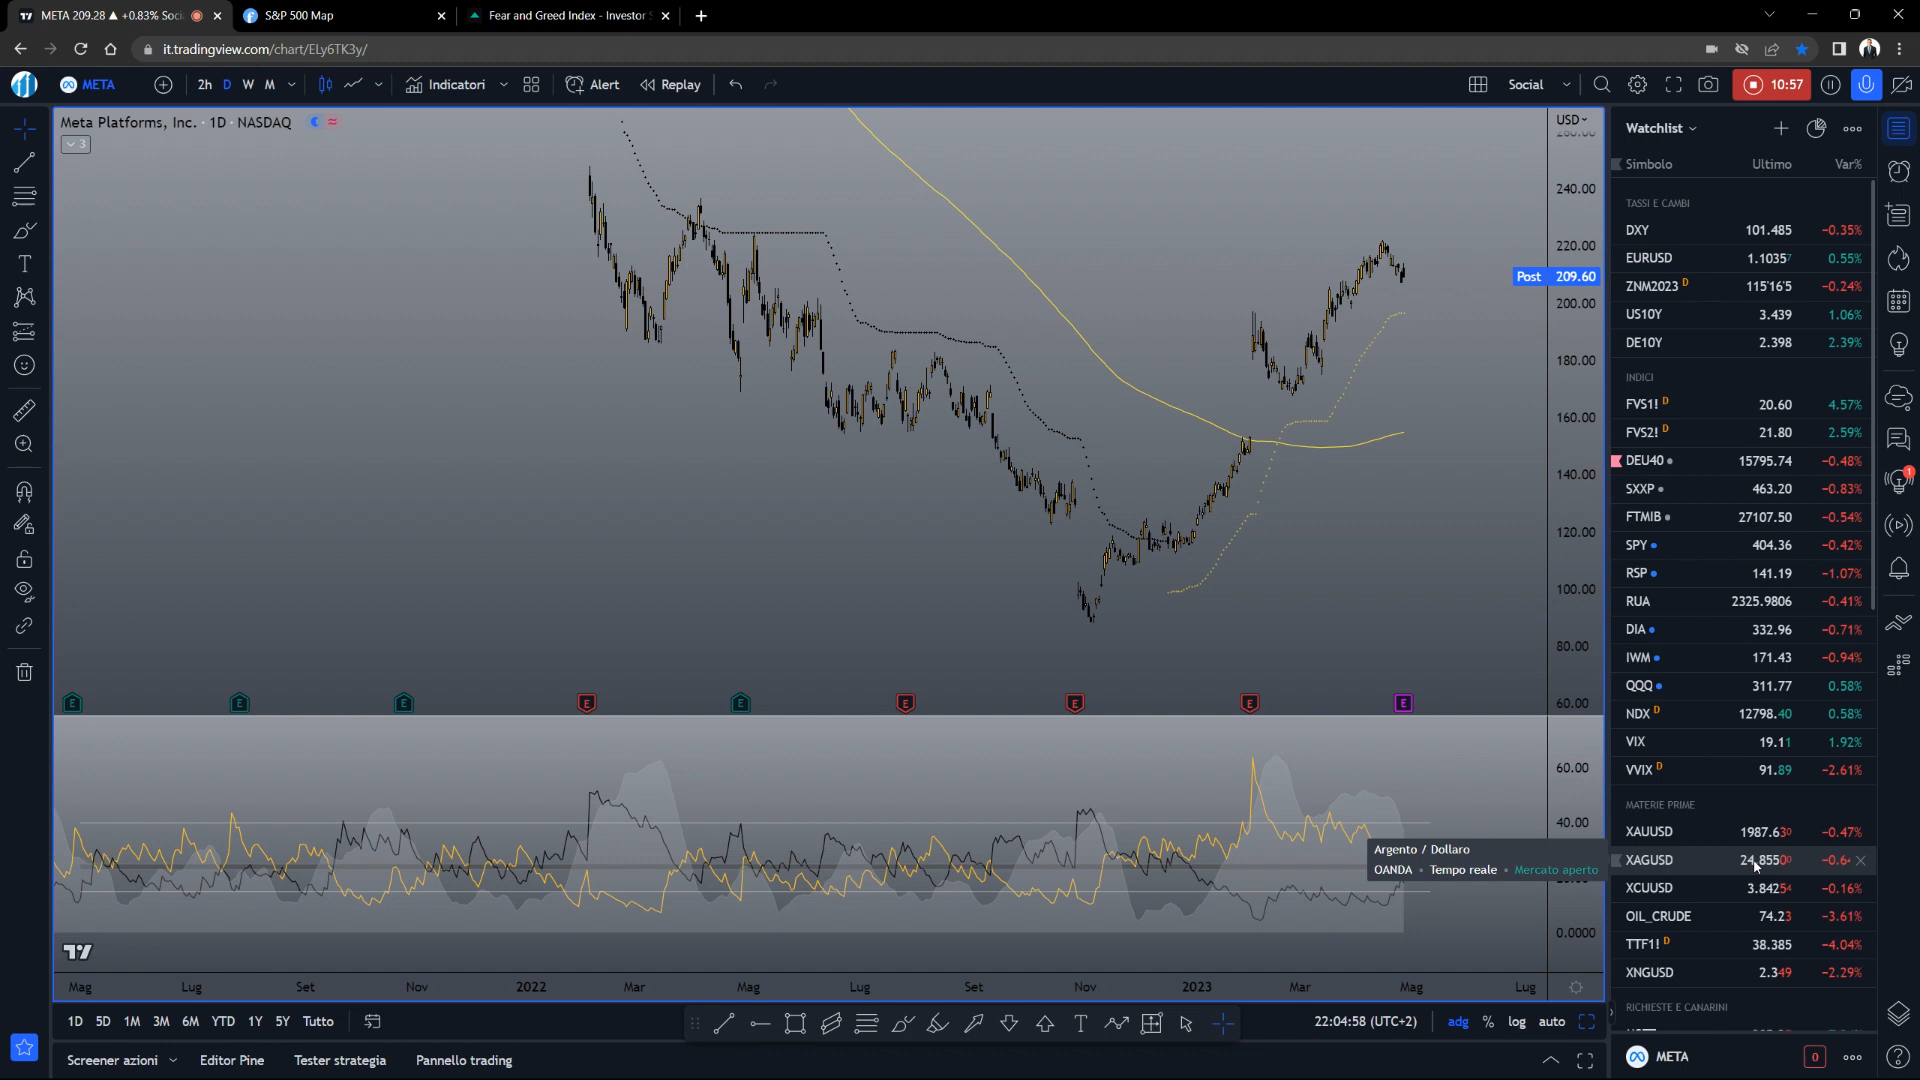 META 209.28 ▲ +0.83% Soci
S&P 500 Map
Fear and Greed Index - Investor S
it.tradingview.com/chart/ELy6TK3y/
META
2h D W M
Indicatori
Alert
Replay
Social
10:57
Meta Platforms, Inc. · 1D · NASDAQ
3
USD
240.00
220.00
Post 209.60
200.00
180.00
160.00
140.00
120.00
100.00
80.00
60.00
E E E E E E E E E
60.00
40.00
0.0000
Argento / Dollaro
OANDA • Tempo reale • Mercato aperto
Mag Lug Set Nov 2022 Mar Mag Lug Set Nov 2023 Mar Mag Lug
1D 5D 1M 3M 6M YTD 1Y 5Y Tutto
22:04:58 (UTC+2) adg % log auto
Screener azioni Editor Pine Tester strategia Pannello trading
Watchlist
Simbolo Ultimo Var%
TASSI E CAMBI
DXY 101.485 −0.35%
EURUSD 1.10357 0.55%
ZNM2023 D 115'16'5 −0.24%
US10Y 3.439 1.06%
DE10Y 2.398 2.39%
INDICI
FVS1! D 20.60 4.57%
FVS2! D 21.80 2.59%
DEU40 15795.74 −0.48%
SXXP 463.20 −0.83%
FTMIB 27107.50 −0.54%
SPY 404.36 −0.42%
RSP 141.19 −1.07%
RUA 2325.9806 −0.41%
DIA 332.96 −0.71%
IWM 171.43 −0.94%
QQQ 311.77 0.58%
NDX D 12798.40 0.58%
VIX 19.11 1.92%
VVIX D 91.89 −2.61%
MATERIE PRIME
XAUUSD 1987.630 −0.47%
XAGUSD 24.85500 −0.6
XCUUSD 3.84254 −0.16%
OIL_CRUDE 74.23 −3.61%
TTF1! D 38.385 −4.04%
XNGUSD 2.349 −2.29%
RICHIESTE E CANARINI
META 0
1